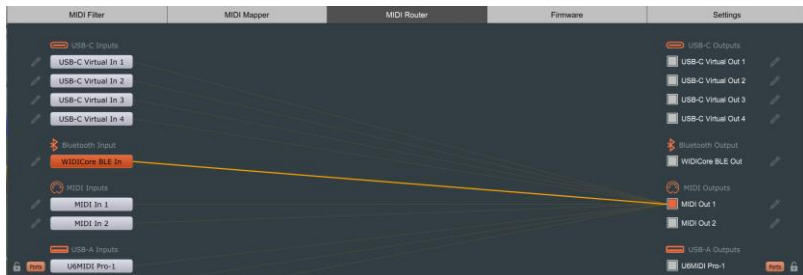 MIDI Filter MIDI Mapper MIDI Router Firmware Settings
USB-C Inputs USB-C Outputs
USB-C Virtual In 1 USB-C Virtual Out 1
USB-C Virtual In 2 USB-C Virtual Out 2
USB-C Virtual In 3 USB-C Virtual Out 3
USB-C Virtual In 4 USB-C Virtual Out 4
Bluetooth Input Bluetooth Output
WIDICore BLE In WIDICore BLE Out
MIDI Inputs MIDI Outputs
MIDI In 1 MIDI Out 1
MIDI In 2 MIDI Out 2
USB-A Inputs USB-A Outputs
Ports U6MIDI Pro-1 U6MIDI Pro-1 Ports